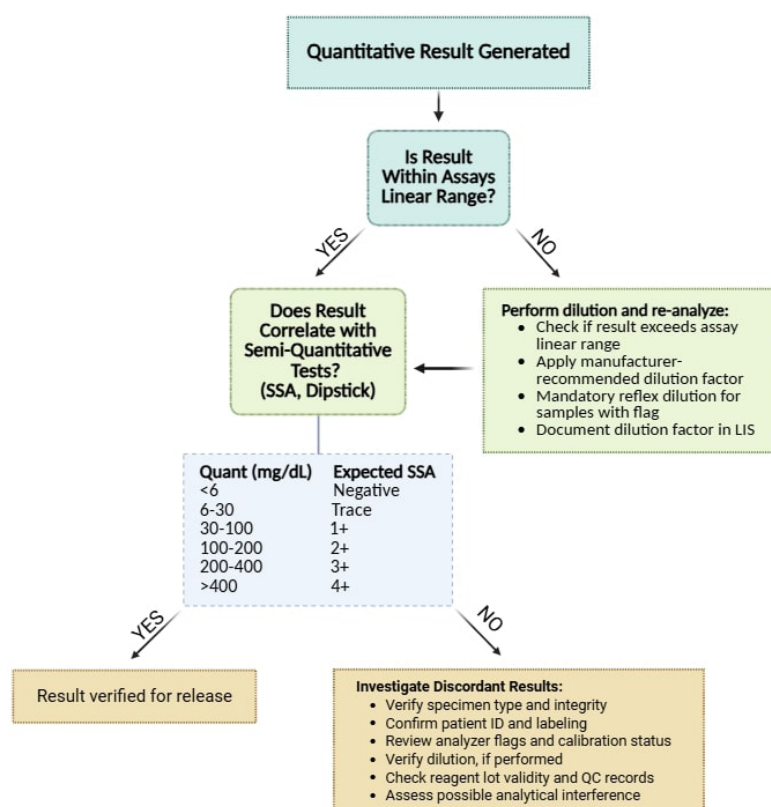 Quantitative Result Generated
Is Result
Within Assays
Linear Range?
YES
NO
Does Result
Correlate with
Semi-Quantitative
Tests?
(SSA, Dipstick)
Perform dilution and re-analyze:
• Check if result exceeds assay
linear range
• Apply manufacturer-
recommended dilution factor
• Mandatory reflex dilution for
samples with flag
• Document dilution factor in LIS
Quant (mg/dL) Expected SSA
<6 Negative
6-30 Trace
30-100 1+
100-200 2+
200-400 3+
>400 4+
YES
NO
Result verified for release
Investigate Discordant Results:
• Verify specimen type and integrity
• Confirm patient ID and labeling
• Review analyzer flags and calibration status
• Verify dilution, if performed
• Check reagent lot validity and QC records
• Assess possible analytical interference